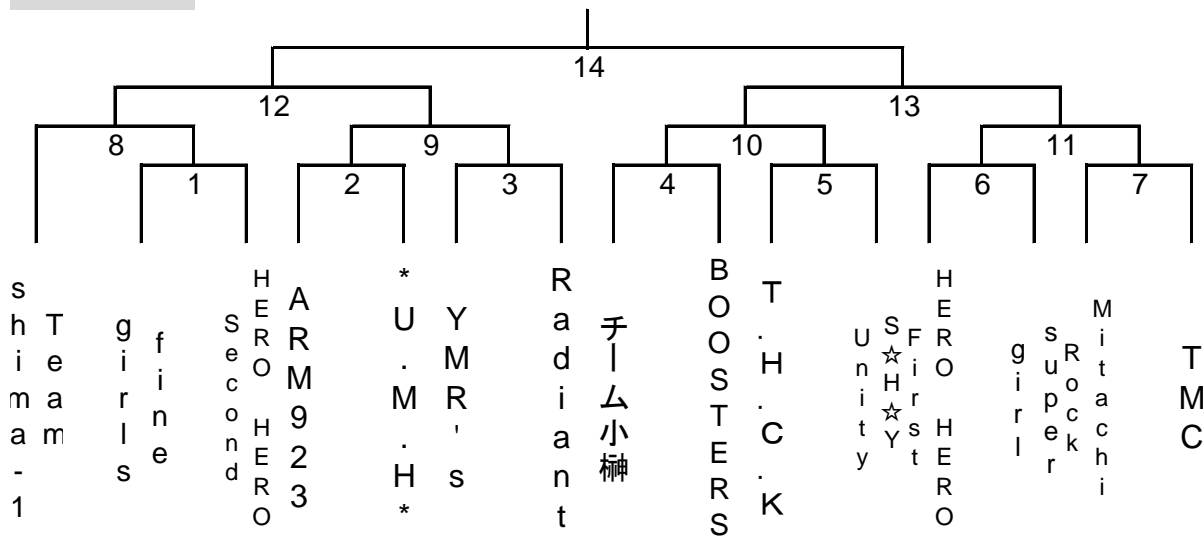 14
12
13
8
9
10
11
1
2
3
4
5
6
7
Team
shima-1
fine
girls
HERO HERO
Second
ARM923
*U.M.H*
YMR's
Radiant
チーム小榊
BOOSTERS
T.H.C.K
S☆H☆Y
Unity
HERO HERO
First
super
girl
Mitachi
Rock
TMC